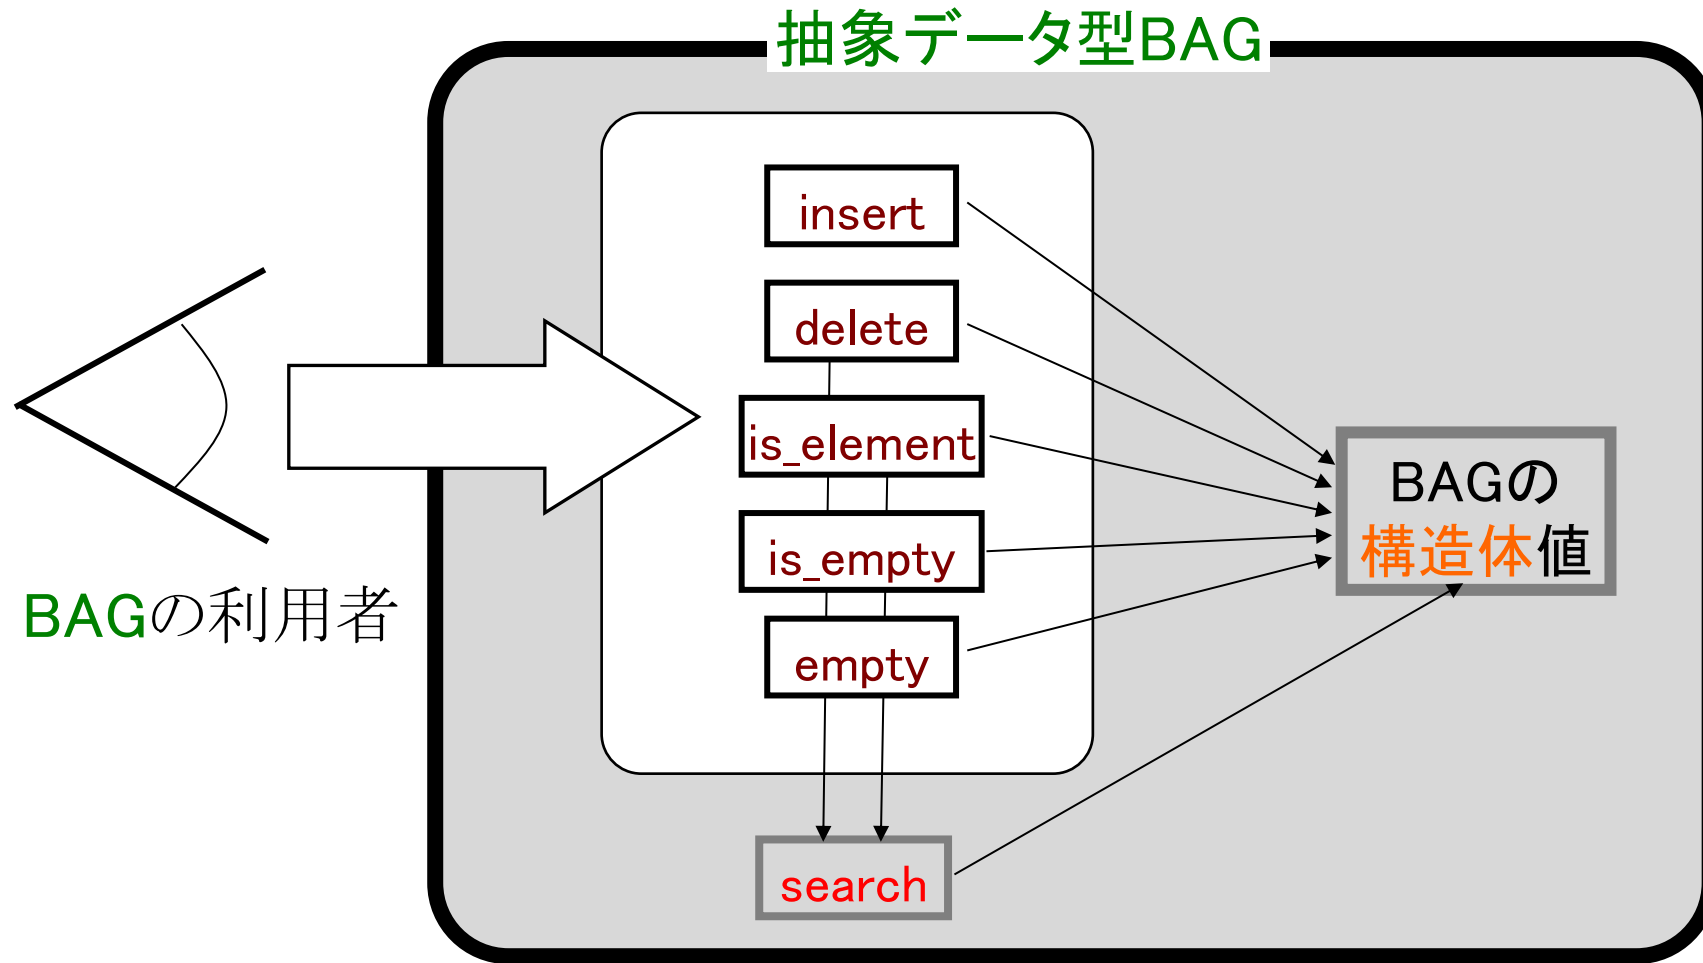 抽象データ型BAG
insert
delete
is_element
is_empty
empty
search
BAGの
構造体値
BAGの利用者